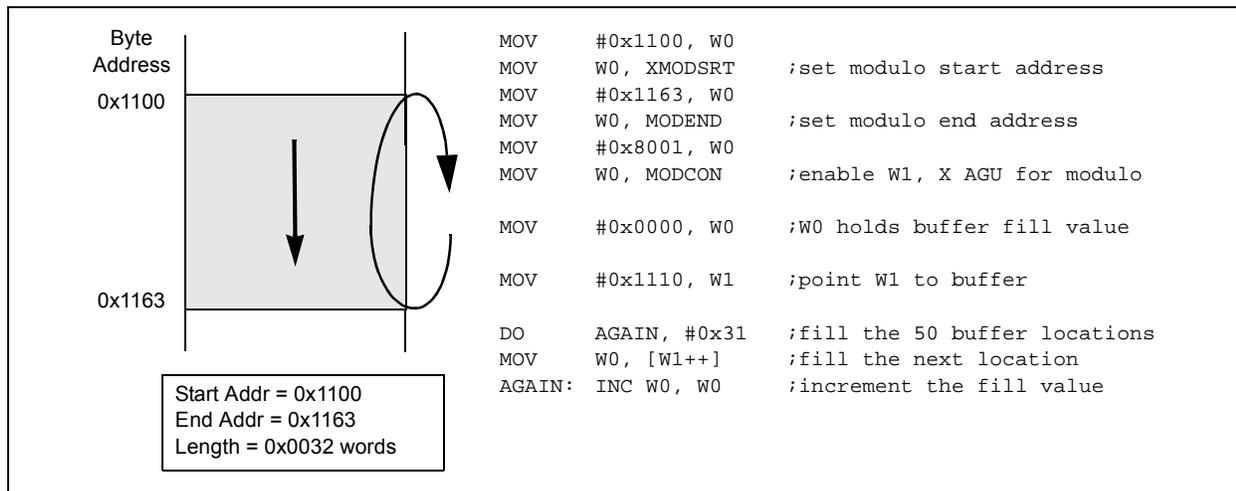 Byte
Address
0x1100
0x1163
Start Addr = 0x1100
End Addr = 0x1163
Length = 0x0032 words
MOV #0x1100, W0
MOV W0, XMODSRT ;set modulo start address
MOV #0x1163, W0
MOV W0, MODEND ;set modulo end address
MOV #0x8001, W0
MOV W0, MODCON ;enable W1, X AGU for modulo
MOV #0x0000, W0 ;W0 holds buffer fill value
MOV #0x1110, W1 ;point W1 to buffer
DO AGAIN, #0x31 ;fill the 50 buffer locations
MOV W0, [W1++] ;fill the next location
AGAIN: INC W0, W0 ;increment the fill value